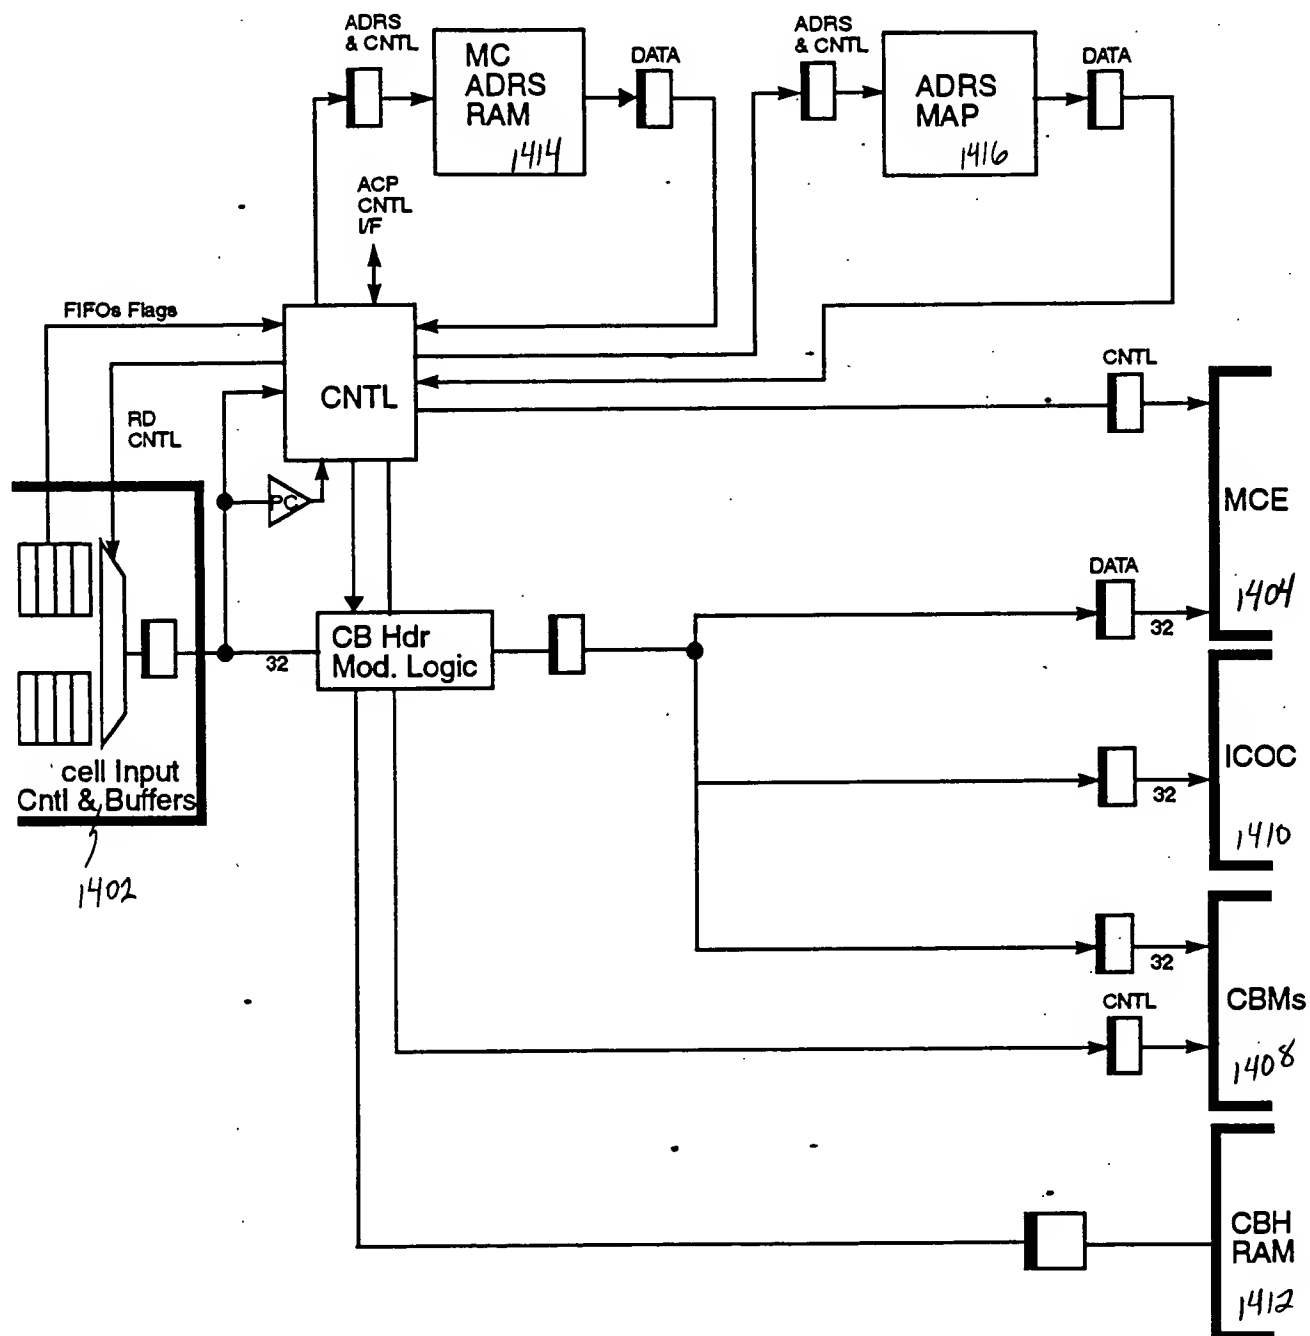 ADRS
& CNTL
MC
ADRS
RAM
1414
DATA
ADRS
& CNTL
ADRS
MAP
1416
DATA
ACP
CNTL
I/F
FIFOs Flags
CNTL
RD
CNTL
PC
CNTL
MCE
1404
DATA
32
CB Hdr
Mod. Logic
32
cell Input
Cntl & Buffers
1402
ICOC
1410
32
32
CBMs
1408
CNTL
CBH
RAM
1412